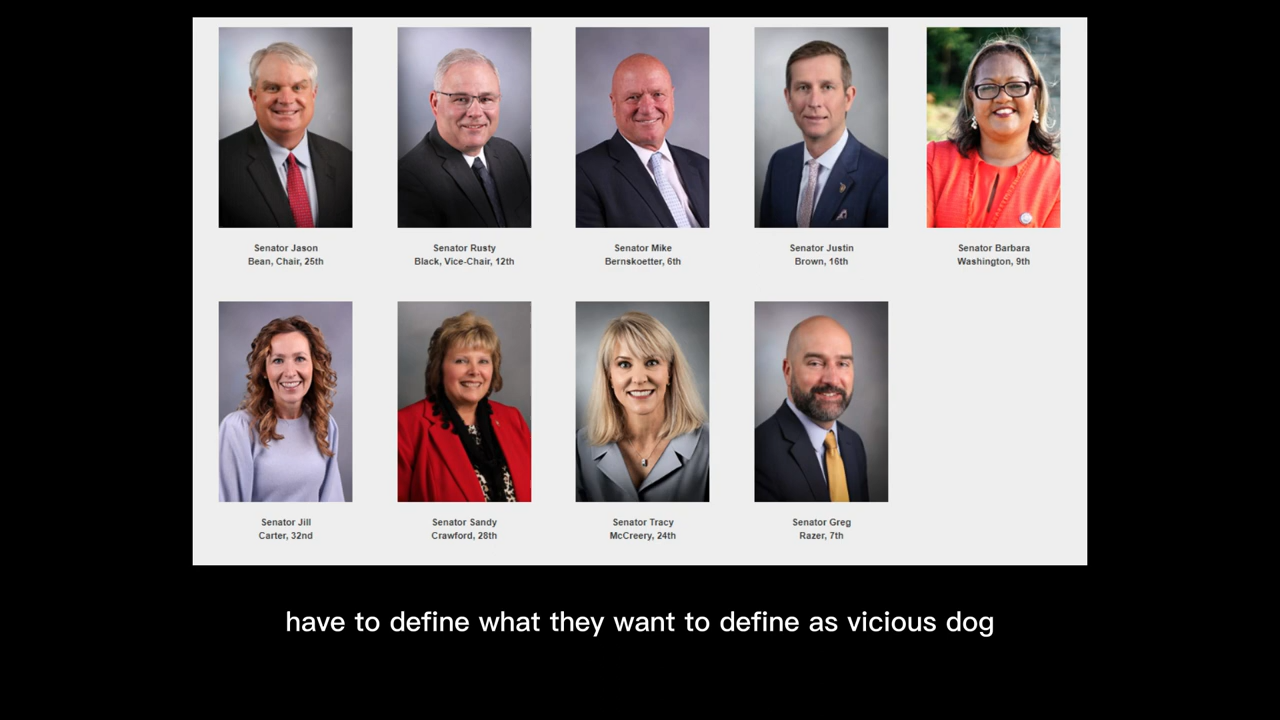 Senator Jason
Bean, Chair, 25th
Senator Rusty
Black, Vice-Chair, 12th
Senator Mike
Bernskoetter, 6th
Senator Justin
Brown, 16th
Senator Barbara
Washington, 9th
Senator Jill
Carter, 32nd
Senator Sandy
Crawford, 28th
Senator Tracy
McCreery, 24th
Senator Greg
Razer, 7th
have to define what they want to define as vicious dog